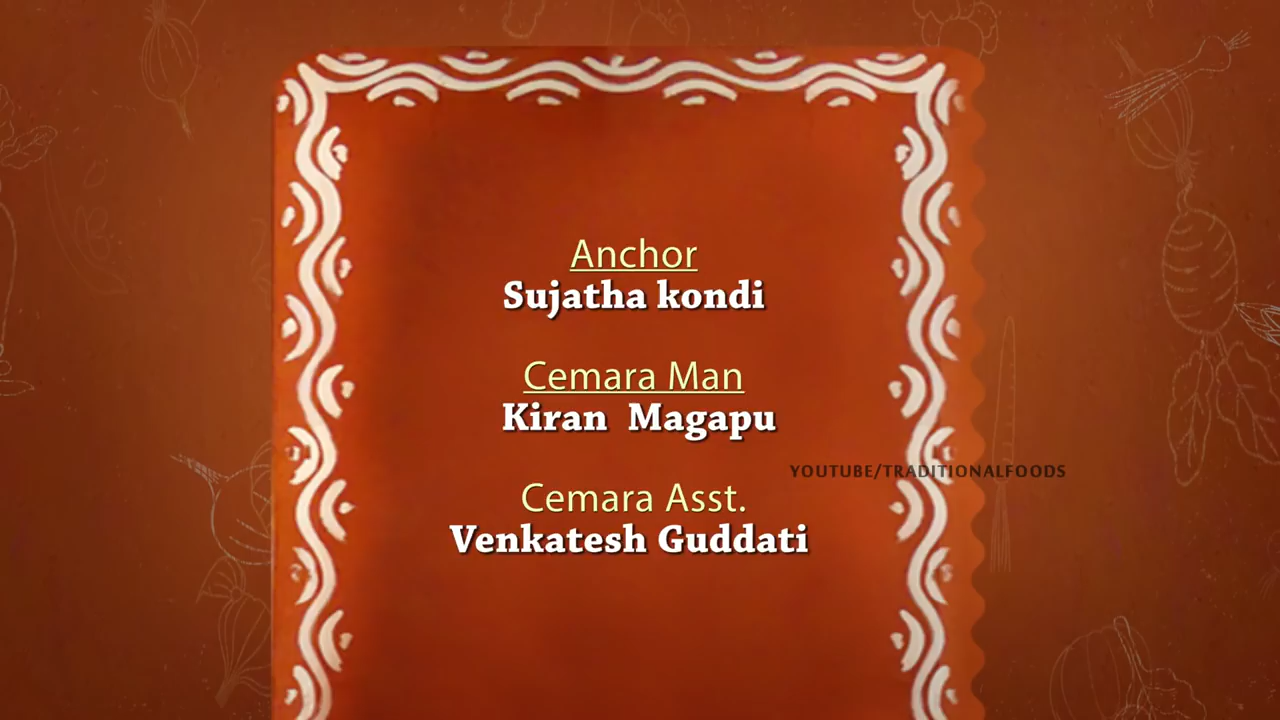 Anchor
Sujatha kondi
Cemara Man
Kiran Magapu
YOUTUBE/TRADITIONALFOODS
Cemara Asst.
Venkatesh Guddati